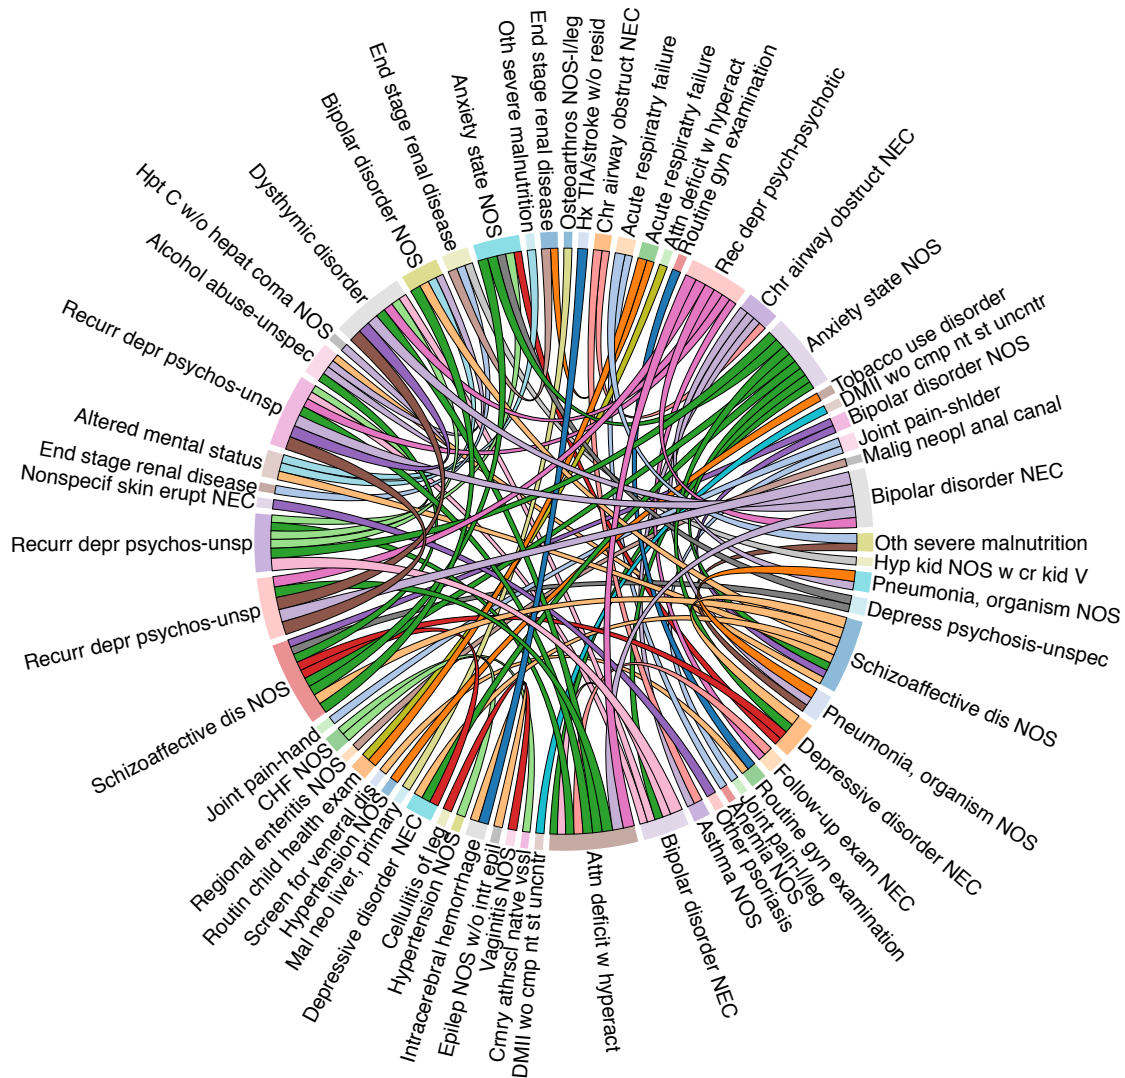 End stage renal disease
Oth severe malnutrition
Osteoarthros NOS-l/leg
Hx TIA/stroke w/o resid
Chr airway obstruct NEC
Acute respiratry failure
Acute respiratry failure
Attn deficit w hyperact
Routine gyn examination
Rec depr psych-psychotic
Chr airway obstruct NEC
Anxiety state NOS
Tobacco use disorder
DMII wo cmp nt st uncntr
Bipolar disorder NOS
Joint pain-shlder
Malig neopl anal canal
Bipolar disorder NEC
Oth severe malnutrition
Hyp kid NOS w cr kid V
Pneumonia, organism NOS
Depress psychosis-unspec
Schizoaffective dis NOS
Pneumonia, organism NOS
Depressive disorder NEC
Follow-up exam NEC
Routine gyn examination
Joint pain-l/leg
Anemia NOS
Other psoriasis
Asthma NOS
Bipolar disorder NEC
Attn deficit w hyperact
DMII wo cmp nt st uncntr
Crnry athrscl natve vssl
Vaginitis NOS
Epilep NOS w/o intr epil
Intracerebral hemorrhage
Hypertension NOS
Cellulitis of leg
Depressive disorder NEC
Mal neo liver, primary
Hypertension NOS
Screen for veneral dis
Routin child health exam
Regional enteritis NOS
CHF NOS
Joint pain-hand
Schizoaffective dis NOS
Recurr depr psychos-unsp
Recurr depr psychos-unsp
Nonspecif skin erupt NEC
End stage renal disease
Altered mental status
Recurr depr psychos-unsp
Alcohol abuse-unspec
Hpt C w/o hepat coma NOS
Dysthymic disorder
Bipolar disorder NOS
End stage renal disease
Anxiety state NOS